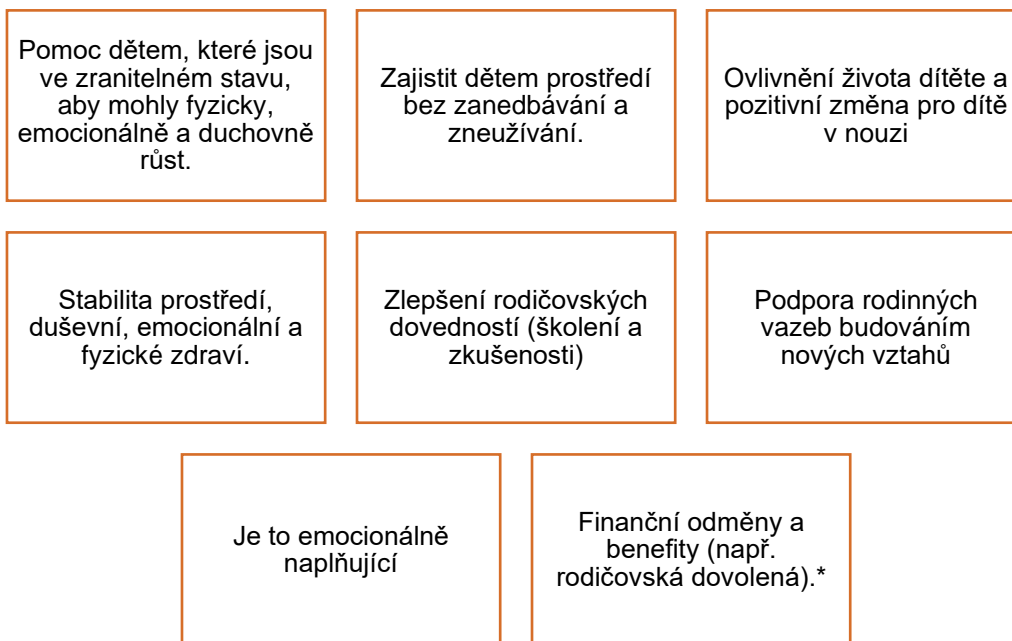 Pomoc dětem, které jsou
ve zranitelném stavu,
aby mohly fyzicky,
emocionálně a duchovně
růst.
Zajistit dětem prostředí
bez zanedbávání a
zneužívání.
Ovlivnění života dítěte a
pozitivní změna pro dítě
v nouzi
Stabilita prostředí,
duševní, emocionální a
fyzické zdraví.
Zlepšení rodičovských
dovedností (školení a
zkušenosti)
Podpora rodinných
vazeb budováním
nových vztahů
Je to emocionálně
naplňující
Finanční odměny a
benefity (např.
rodičovská dovolená).*